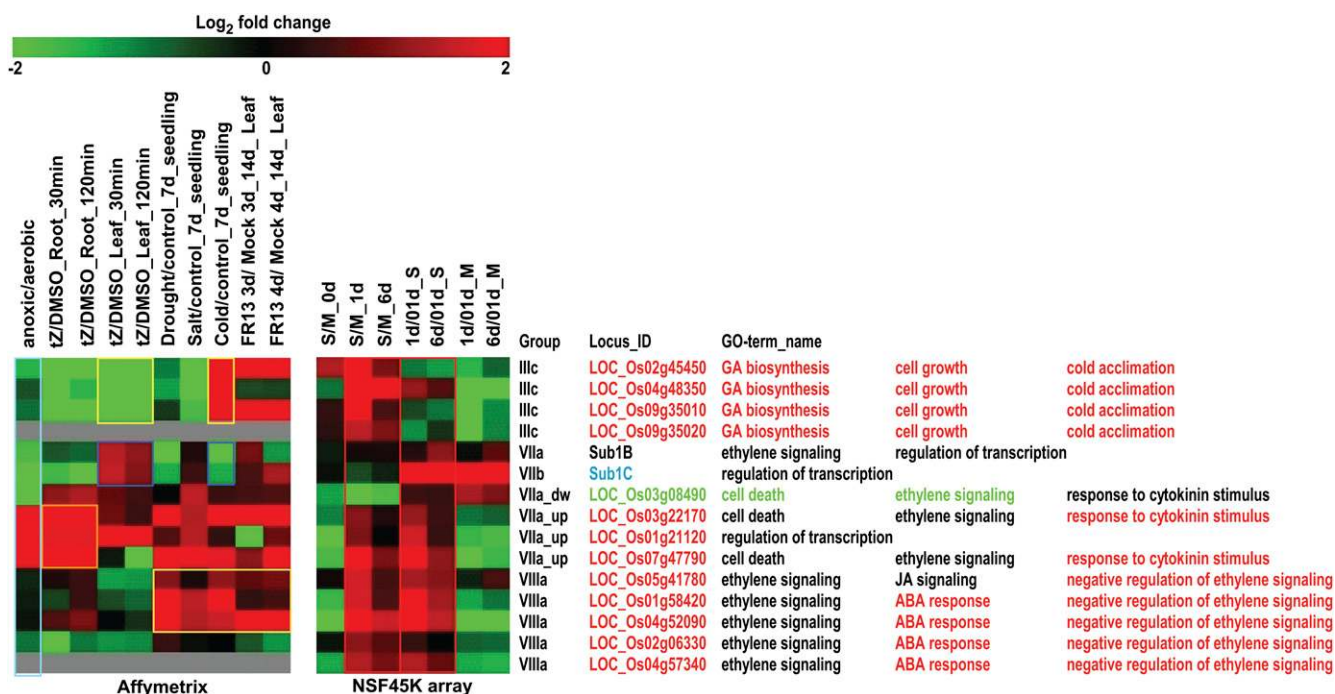 Log2 fold change
-2 0 2
anoxic/aerobic
tZ/DMSO_Root_30min
tZ/DMSO_Root_120min
tZ/DMSO_Leaf_30min
tZ/DMSO_Leaf_120min
Drought/control_7d_seedling
Salt/control_7d_seedling
Cold/control_7d_seedling
FR13 3d/ Mock 3d_14d_ Leaf
FR13 4d/ Mock 4d_14d_ Leaf
S/M_0d
S/M_1d
S/M_6d
1d/01d_S
6d/01d_S
1d/01d_M
6d/01d_M
Group Locus_ID GO-term_name
IIIc LOC_Os02g45450 GA biosynthesis cell growth cold acclimation
IIIc LOC_Os04g48350 GA biosynthesis cell growth cold acclimation
IIIc LOC_Os09g35010 GA biosynthesis cell growth cold acclimation
IIIc LOC_Os09g35020 GA biosynthesis cell growth cold acclimation
VIIa Sub1B ethylene signaling regulation of transcription
VIIb Sub1C regulation of transcription
VIIa_dw LOC_Os03g08490 cell death ethylene signaling response to cytokinin stimulus
VIIa_up LOC_Os03g22170 cell death ethylene signaling response to cytokinin stimulus
VIIa_up LOC_Os01g21120 regulation of transcription
VIIa_up LOC_Os07g47790 cell death ethylene signaling response to cytokinin stimulus
VIIIa LOC_Os05g41780 ethylene signaling JA signaling negative regulation of ethylene signaling
VIIIa LOC_Os01g58420 ethylene signaling ABA response negative regulation of ethylene signaling
VIIIa LOC_Os04g52090 ethylene signaling ABA response negative regulation of ethylene signaling
VIIIa LOC_Os02g06330 ethylene signaling ABA response negative regulation of ethylene signaling
VIIIa LOC_Os04g57340 ethylene signaling ABA response negative regulation of ethylene signaling
Affymetrix NSF45K array